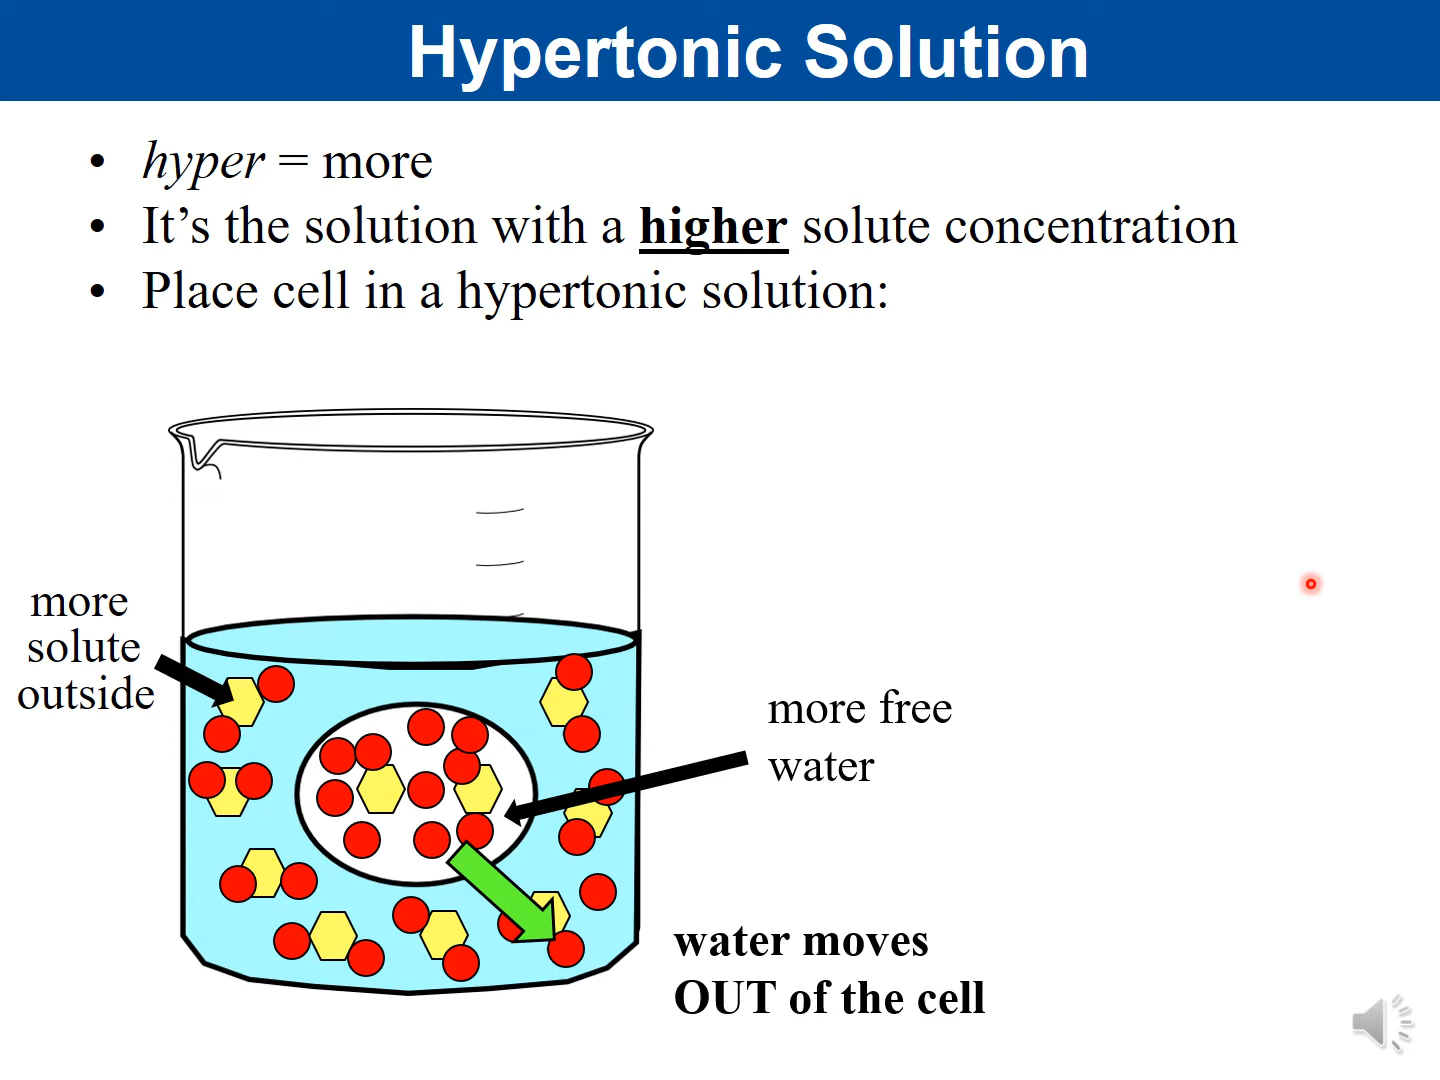 Hypertonic Solution
• hyper = more
• It’s the solution with a higher solute concentration
• Place cell in a hypertonic solution:
more
solute
outside
more free
water
water moves
OUT of the cell